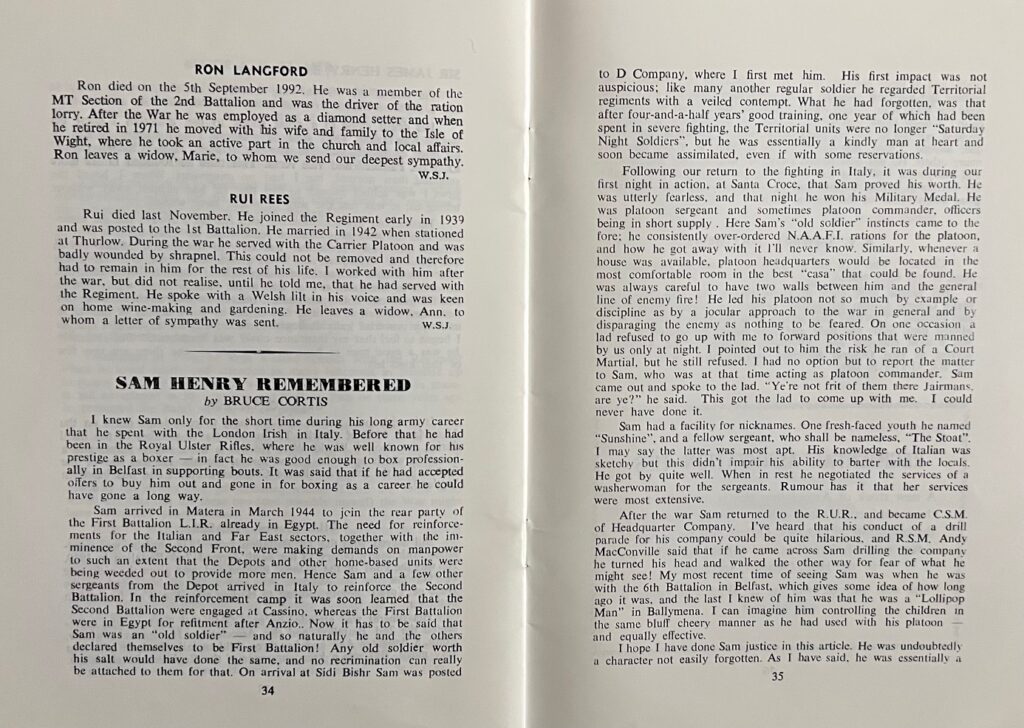 RON LANGFORD
Ron died on the 5th September 1992. He was a member of the
MT Section of the 2nd Battalion and was the driver of the ration
lorry. After the War he was employed as a diamond setter and when
he retired in 1971 he moved with his wife and family to the Isle of
Wight, where he took an active part in the church and local affairs.
Ron leaves a widow, Marie, to whom we send our deepest sympathy.
W.S.J.
RUI REES
Rui died last November. He joined the Regiment early in 1939
and was posted to the 1st Battalion. He married in 1942 when stationed
at Thurlow. During the war he served with the Carrier Platoon and was
badly wounded by shrapnel. This could not be removed and therefore
had to remain in him for the rest of his life. I worked with him after
the war, but did not realise, until he told me, that he had served with
the Regiment. He spoke with a Welsh lilt in his voice and was keen
on home wine-making and gardening. He leaves a widow, Ann, to
whom a letter of sympathy was sent.
W.S.J.
SAM HENRY REMEMBERED
by BRUCE CORTIS
I knew Sam only for the short time during his long army career
that he spent with the London Irish in Italy. Before that he had
been in the Royal Ulster Rifles, where he was well known for his
prestige as a boxer — in fact he was good enough to box profession-
ally in Belfast in supporting bouts. It was said that if he had accepted
offers to buy him out and gone in for boxing as a career he could
have gone a long way.
Sam arrived in Matera in March 1944 to join the rear party of
the First Battalion L.I.R. already in Egypt. The need for reinforce-
ments for the Italian and Far East sectors, together with the im-
minence of the Second Front, were making demands on manpower
to such an extent that the Depots and other home-based units were
being weeded out to provide more men. Hence Sam and a few other
sergeants from the Depot arrived in Italy to reinforce the Second
Battalion. In the reinforcement camp it was soon learned that the
Second Battalion were engaged at Cassino, whereas the First Battalion
were in Egypt for refitment after Anzio.. Now it has to be said that
Sam was an "old soldier" — and so naturally he and the others
declared themselves to be First Battalion! Any old soldier worth
his salt would have done the same, and no recrimination can really
be attached to them for that. On arrival at Sidi Bishr Sam was posted
34
to D Company, where I first met him. His first impact was not
auspicious; like many another regular soldier he regarded Territorial
regiments with a veiled contempt. What he had forgotten, was that
after four-and-a-half years' good training, one year of which had been
spent in severe fighting, the Territorial units were no longer "Saturday
Night Soldiers", but he was essentially a kindly man at heart and
soon became assimilated, even if with some reservations.
Following our return to the fighting in Italy, it was during our
first night in action, at Santa Croce, that Sam proved his worth. He
was utterly fearless, and that night he won his Military Medal. He
was platoon sergeant and sometimes platoon commander, officers
being in short supply . Here Sam's "old soldier" instincts came to the
fore; he consistently over-ordered N.A.A.F.I. rations for the platoon,
and how he got away with it I'll never know. Similarly, whenever a
house was available, platoon headquarters would be located in the
most comfortable room in the best "casa" that could be found. He
was always careful to have two walls between him and the general
line of enemy fire! He led his platoon not so much by example or
discipline as by a jocular approach to the war in general and by
disparaging the enemy as nothing to be feared. On one occasion a
lad refused to go up with me to forward positions that were manned
by us only at night. I pointed out to him the risk he ran of a Court
Martial, but he still refused. I had no option but to report the matter
to Sam, who was at that time acting as platoon commander. Sam
came out and spoke to the lad. "Ye're not frit of them there Jairmans,
are ye?" he said. This got the lad to come up with me. I could
never have done it.
Sam had a facility for nicknames. One fresh-faced youth he named
"Sunshine", and a fellow sergeant, who shall be nameless, "The Stoat".
I may say the latter was most apt. His knowledge of Italian was
sketchy but this didn't impair his ability to barter with the locals.
He got by quite well. When in rest he negotiated the services of a
washerwoman for the sergeants. Rumour has it that her services
were most extensive.
After the war Sam returned to the R.U.R., and became C.S.M.
of Headquarter Company. I've heard that his conduct of a drill
parade for his company could be quite hilarious, and R.S.M. Andy
MacConville said that if he came across Sam drilling the company
he turned his head and walked the other way for fear of what he
might see! My most recent time of seeing Sam was when he was
with the 6th Battalion in Belfast, which gives some idea of how long
ago it was, and the last I knew of him was that he was a "Lollipop
Man" in Ballymena. I can imagine him controlling the children in
the same bluff cheery manner as he had used with his platoon —
and equally effective.
I hope I have done Sam justice in this article. He was undoubtedly
a character not easily forgotten. As I have said, he was essentially a
35